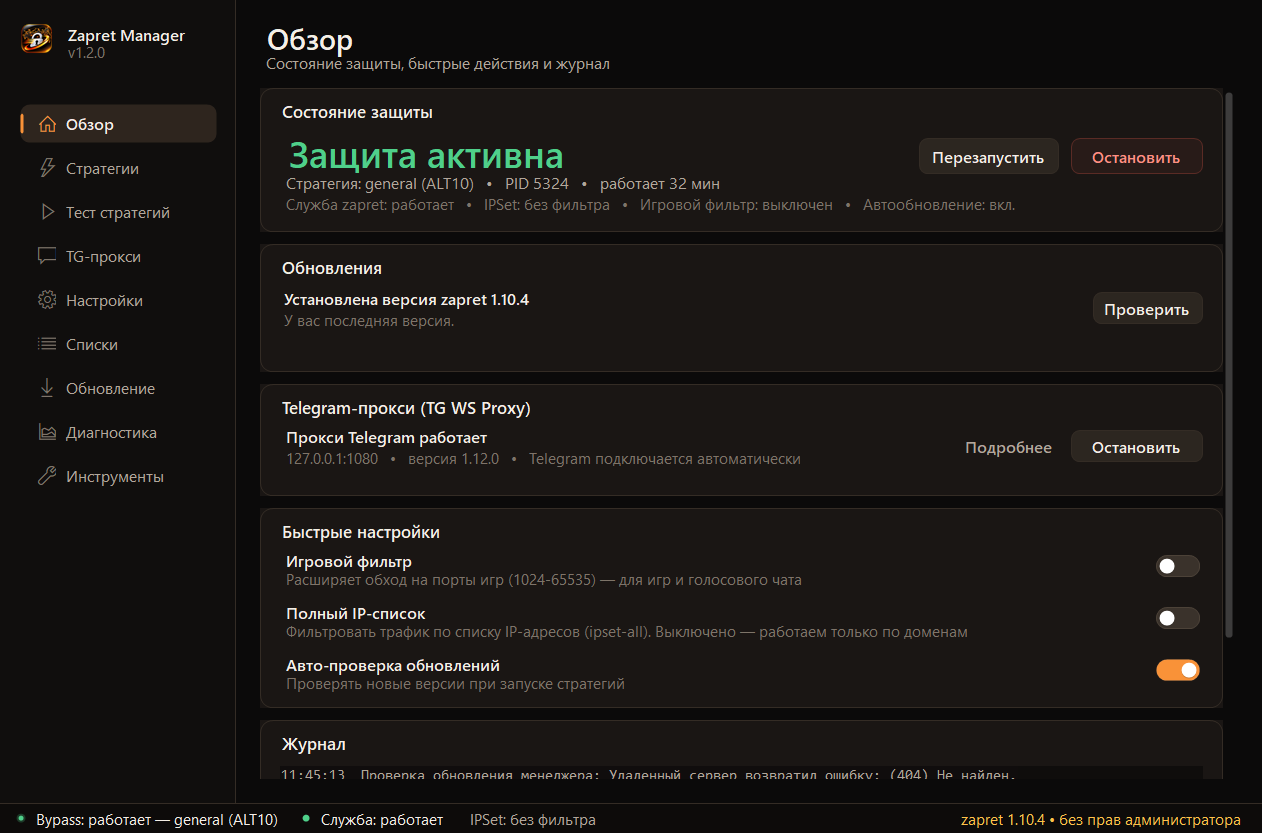 Zapret Manager
v1.2.0
Обзор
Стратегии
Тест стратегий
TG-прокси
Настройки
Списки
Обновление
Диагностика
Инструменты
Обзор
Состояние защиты, быстрые действия и журнал
Состояние защиты
Защита активна
Перезапустить
Остановить
Стратегия: general (ALT10) • PID 5324 • работает 32 мин
Служба zapret: работает • IPSet: без фильтра • Игровой фильтр: выключен • Автообновление: вкл.
Обновления
Установлена версия zapret 1.10.4
У вас последняя версия.
Проверить
Telegram-прокси (TG WS Proxy)
Прокси Telegram работает
127.0.0.1:1080 • версия 1.12.0 • Telegram подключается автоматически
Подробнее
Остановить
Быстрые настройки
Игровой фильтр
Расширяет обход на порты игр (1024-65535) — для игр и голосового чата
Полный IP-список
Фильтровать трафик по списку IP-адресов (ipset-all). Выключено — работаем только по доменам
Авто-проверка обновлений
Проверять новые версии при запуске стратегий
Журнал
11:45:13 Проверка обновления менеджера: Удаленный сервер возвратил ошибку: (404) Не найден.
Bypass: работает — general (ALT10)
Служба: работает
IPSet: без фильтра
zapret 1.10.4 • без прав администратора